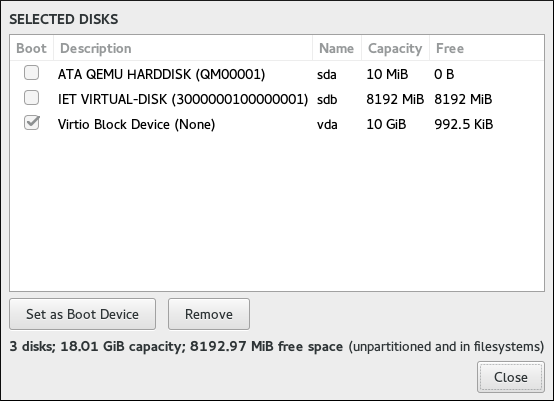 SELECTED DISKS
Boot Description Name Capacity Free
ATA QEMU HARDDISK (QM00001) sda 10 MiB 0 B
IET VIRTUAL-DISK (3000000100000001) sdb 8192 MiB 8192 MiB
Virtio Block Device (None) vda 10 GiB 992.5 KiB
Set as Boot Device Remove
3 disks; 18.01 GiB capacity; 8192.97 MiB free space (unpartitioned and in filesystems)
Close